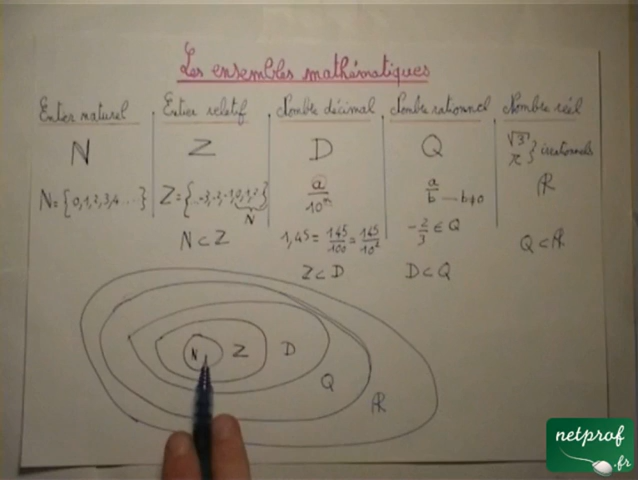 Les ensembles mathématiques
Entier naturel
Entier relatif
Nombre décimal
Nombre rationnel
Nombre réel
N
Z
D
Q
√3
π } irrationnels
ℝ
N = {0, 1, 2, 3, 4 ....}
Z = {...-3,-2,-1,0,1,2}
N
a
10ⁿ
a
b --- b≠0
N ⊂ Z
1,45 = 145/100 = 145/10²
-2/3 ∈ Q
Q ⊂ ℝ
Z ⊂ D
D ⊂ Q
N
Z
D
Q
ℝ
netprof
.fr